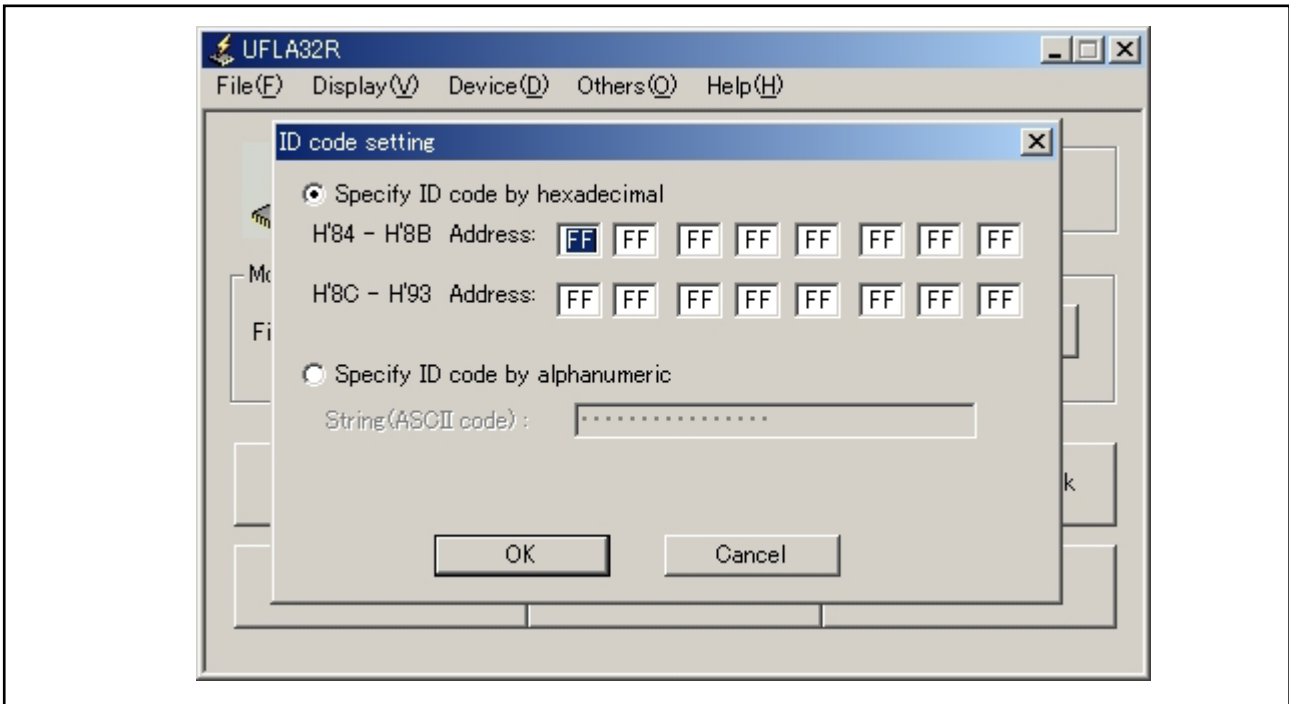 UFLA32R
File(F) Display(V) Device(D) Others(O) Help(H)
ID code setting
Specify ID code by hexadecimal
H'84 - H'8B Address: FF FF FF FF FF FF FF FF
Mo
H'8C - H'93 Address: FF FF FF FF FF FF FF FF
Fi
Specify ID code by alphanumeric
String(ASCII code) : ················
k
OK Cancel